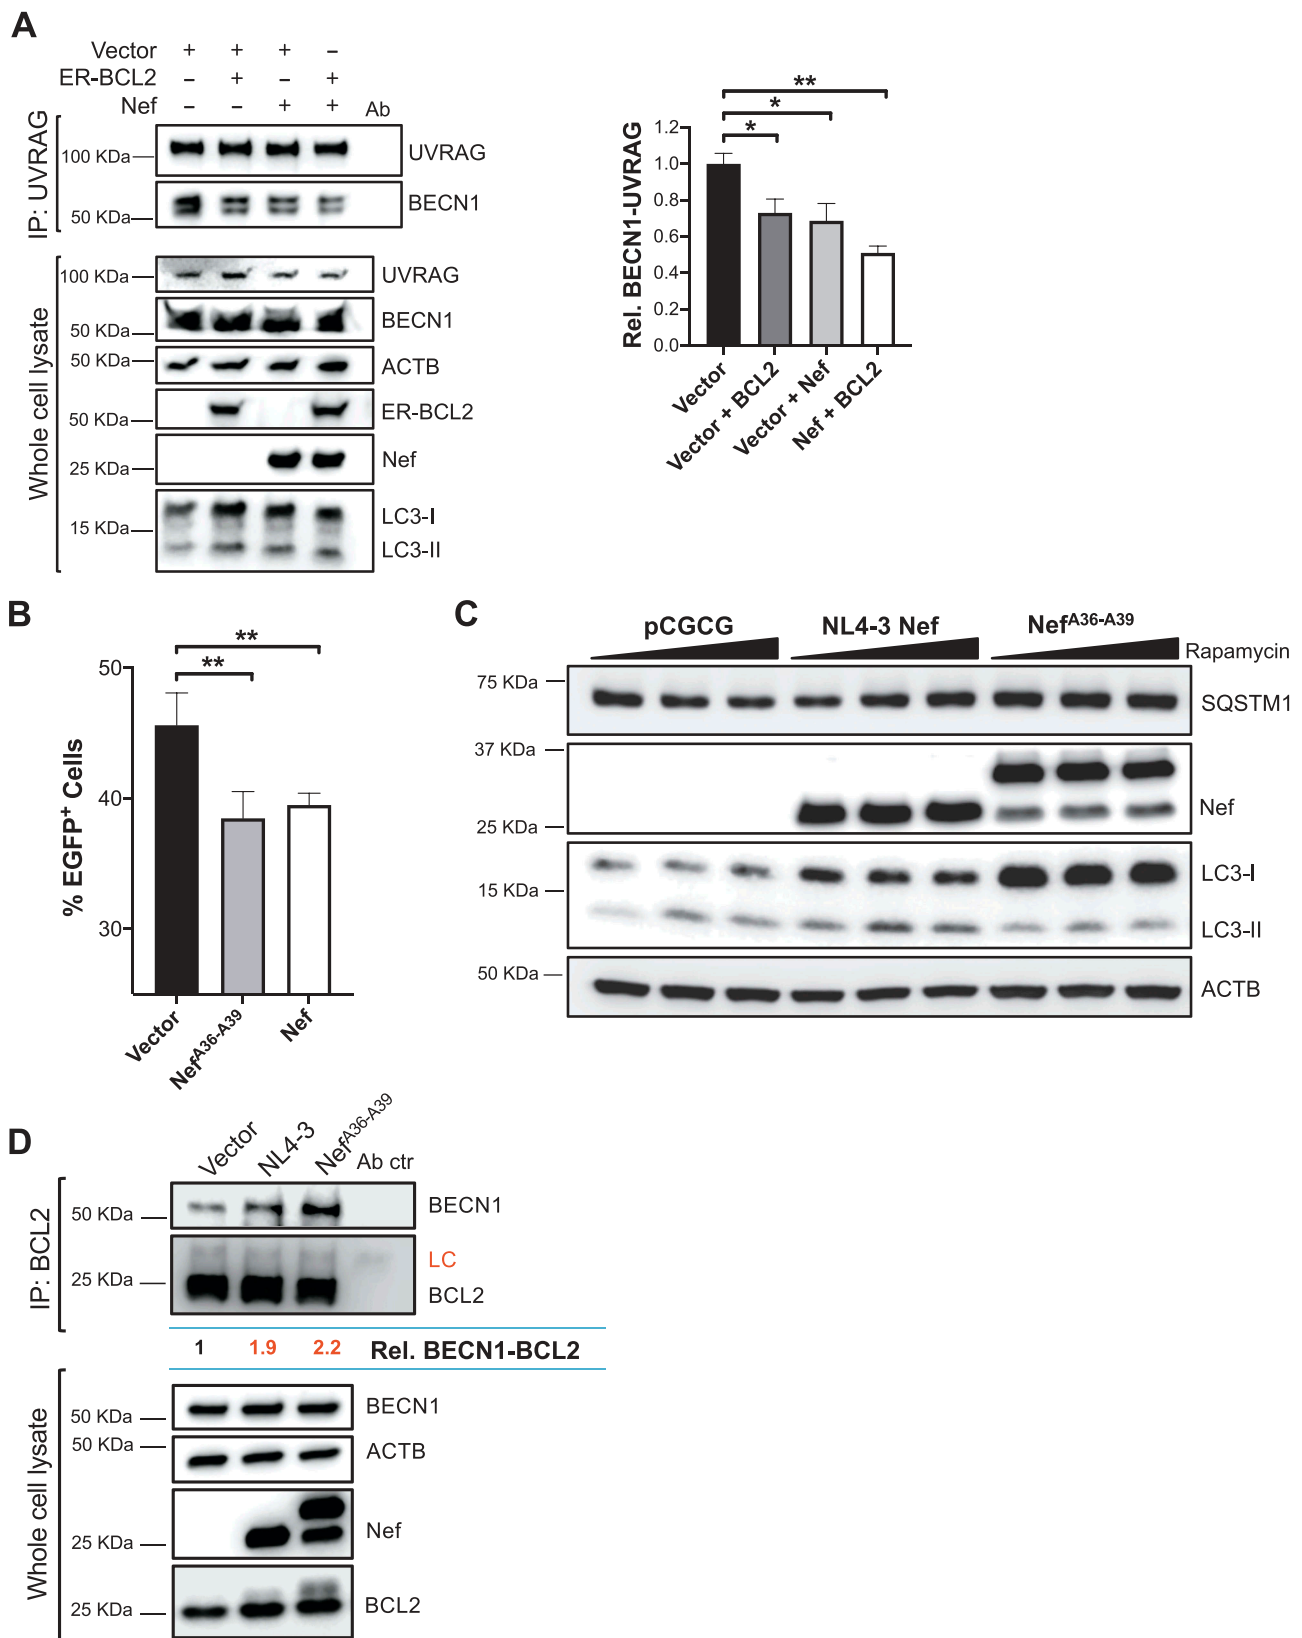 A
Vector + + + –
ER-BCL2 – + – +
Nef – – + + Ab
IP: UVRAG
100 KDa
UVRAG
50 KDa
BECN1
Whole cell lysate
100 KDa
UVRAG
50 KDa
BECN1
50 KDa
ACTB
50 KDa
ER-BCL2
25 KDa
Nef
15 KDa
LC3-I
LC3-II
Rel. BECN1-UVRAG
**
*
*
1.2
1.0
0.8
0.6
0.4
0.2
0.0
Vector
Vector + BCL2
Vector + Nef
Nef + BCL2
B
% EGFP+ Cells
**
**
50
40
30
Vector
NefA36-A39
Nef
C
pCGCG NL4-3 Nef NefA36-A39
Rapamycin
75 KDa
SQSTM1
37 KDa
Nef
25 KDa
LC3-I
15 KDa
LC3-II
50 KDa
ACTB
D
Vector NL4-3 NefA36-A39 Ab ctr
IP: BCL2
50 KDa
BECN1
LC
25 KDa
BCL2
1 1.9 2.2 Rel. BECN1-BCL2
Whole cell lysate
50 KDa
BECN1
50 KDa
ACTB
25 KDa
Nef
25 KDa
BCL2